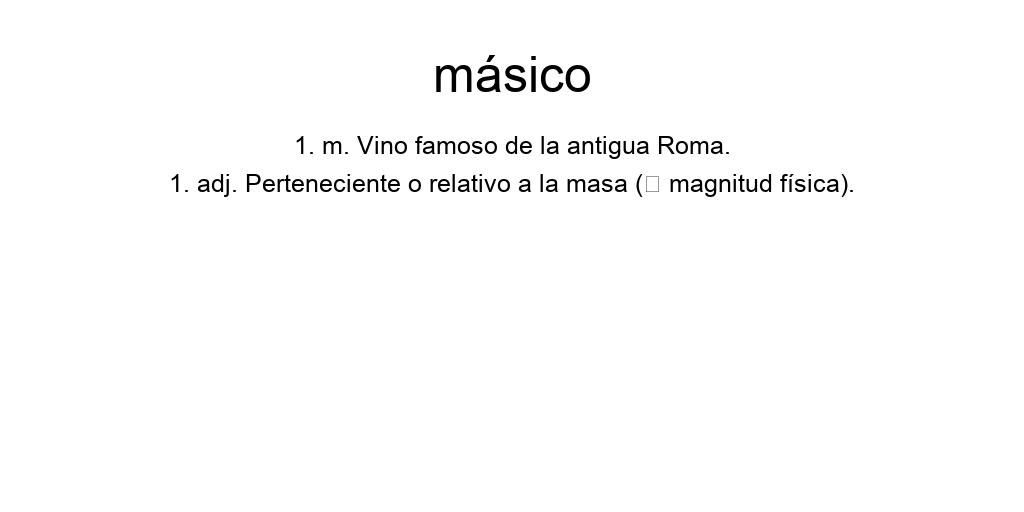 másico
1. m. Vino famoso de la antigua Roma.
1. adj. Perteneciente o relativo a la masa (□ magnitud física).